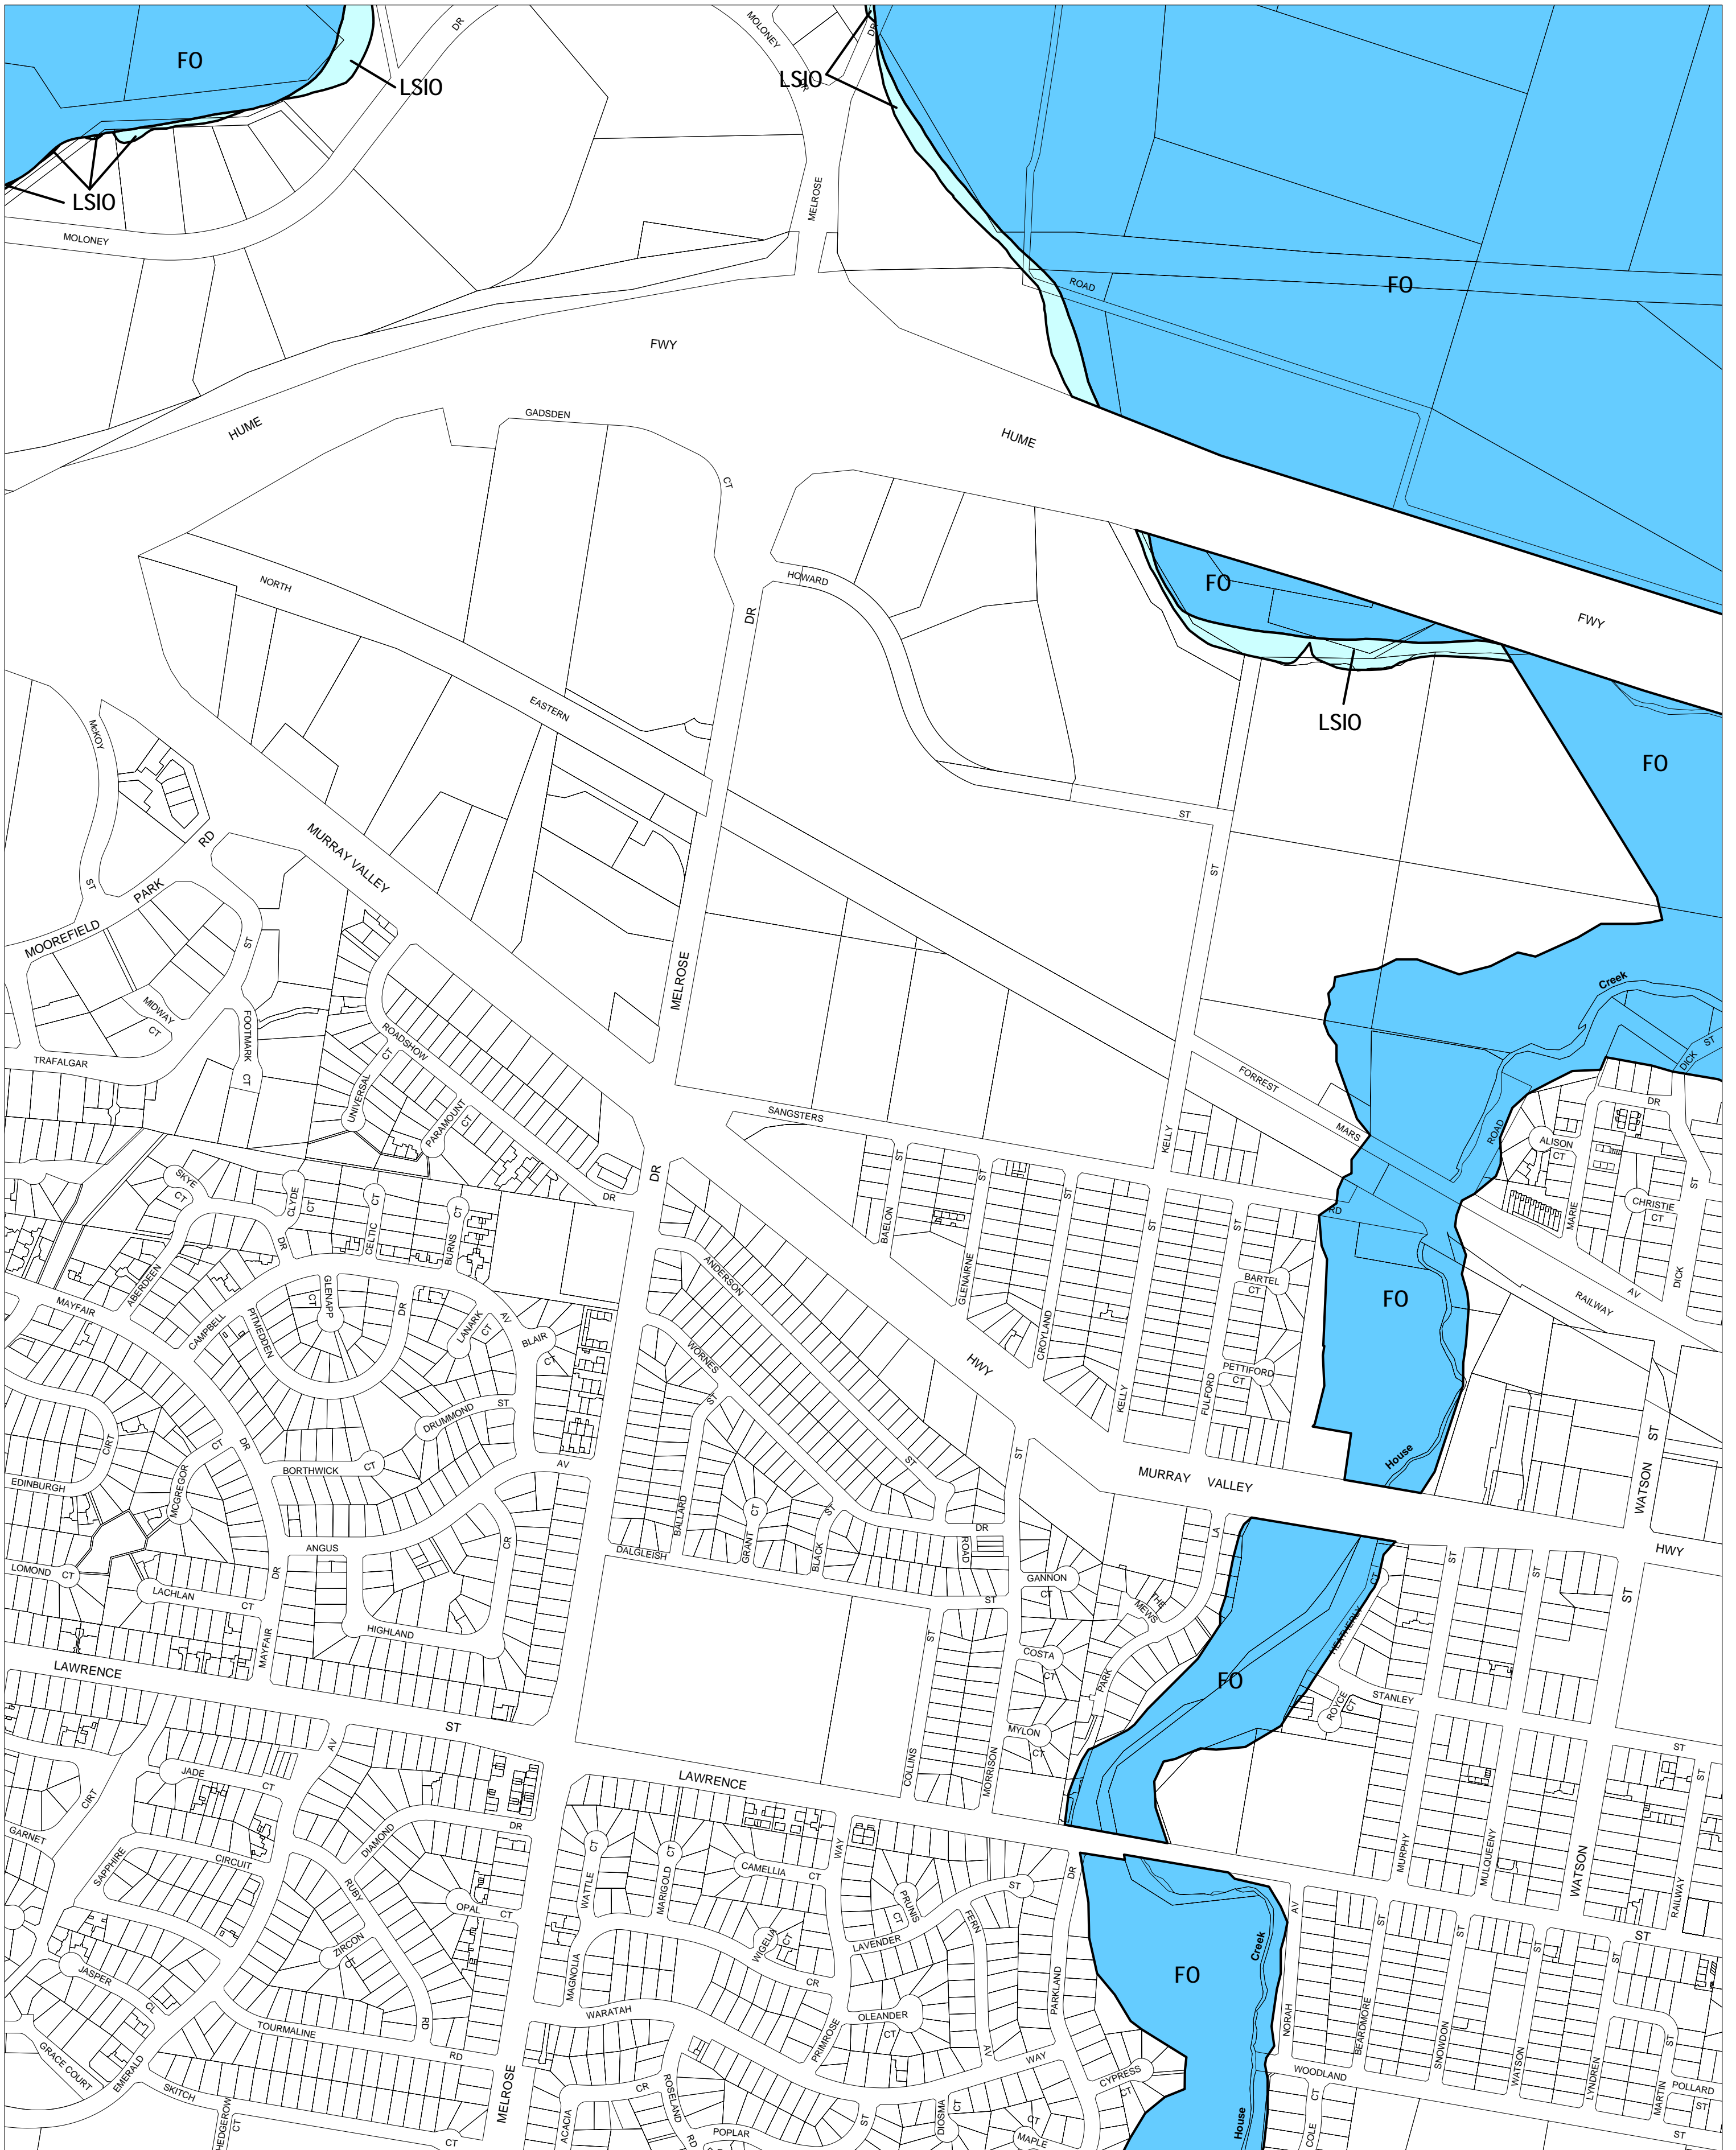 DR
MOLONEY
DR
DR
FO
LSIO
LSIO
LSIO
MOLONEY
MELROSE
ROAD
FO
FWY
HUME
GADSDEN
HUME
CT
NORTH
HOWARD
DR
FO
FWY
LSIO
EASTERN
McKOY
FO
RD
MURRAY VALLEY
ST
ST
ST
PARK
MOOREFIELD
ST
MELROSE
MIDWAY
CT
FOOTMARK
CT
Creek
ROADSHOW
CT
UNIVERSAL
TRAFALGAR
DICK
ST
FORREST
MARS
DR
SANGSTERS
PARAMOUNT
CT
KELLY
ROAD
ALISON
CT
SKYE
CT
CLYDE
CT
CELTIC
CT
BURNS
CT
DR
DR
BAELON
ST
ST
ST
ST
ST
RD
MARIE
CHRISTIE
CT
ST
DR
ABERDEEN
ANDERSON
GLENAIRNE
BARTEL
CT
AV
DICK
RAILWAY
MAYFAIR
CAMPBELL
PITMEDDEN
GLENAPP
CT
DR
LANARK
CT
AV
BLAIR
CT
WORNES
ST
CROYLAND
HWY
FO
PETTIFORD
CT
KELLY
FULFORD
DRUMMOND
ST
CIRT
DR
CT
MCGREGOR
BORTHWICK
CT
AV
ST
ST
House
WATSON
ST
EDINBURGH
MURRAY VALLEY
BALLARD
GRANT
CT
BLACK
ST
DR
ROAD
LA
HWY
ANGUS
CR
DALGLEISH
ST
LOMOND
CT
DR
LACHLAN
CT
GANNON
CT
THE
MEWS
CT
HEATHERLY
ST
ST
ST
HIGHLAND
MAYFAIR
ST
COSTA
CT
PARK
FO
LAWRENCE
STANLEY
ROYCE
CT
ST
AV
MYLON
CT
COLLINS
MORRISON
ST
JADE
CT
CIRT
LAWRENCE
ST
GARNET
SAPPHIRE
CIRCUIT
DIAMOND
DR
WATTLE
CT
MARIGOLD
CT
CAMELLIA
CT
WAY
MURPHY
MULQUEENY
WATSON
RAILWAY
RUBY
OPAL
CT
PRUNIS
CT
ST
DR
FERN
LAVENDER
AV
ST
ST
ST
ST
ST
ZIRCON
CT
WIGELIA
CT
CR
MAGNOLIA
Creek
JASPER
CL
FO
WARATAH
PRIMROSE
OLEANDER
CT
PARKLAND
NORAH
BEARDMORE
SNOWDON
WATSON
LYNDREN
MARTIN
ST
TOURMALINE
RD
RD
AV
WAY
GRACE COURT
EMERALD
SKITCH
CYPRESS
CT
WOODLAND
POLLARD
ST
MELROSE
CR
ROSELAND
RD
ACACIA
POPLAR
ST
DIOSMA
CT
CT
MAPLE
HEDGEROW
CT
CT
House
COLE
CT
ST